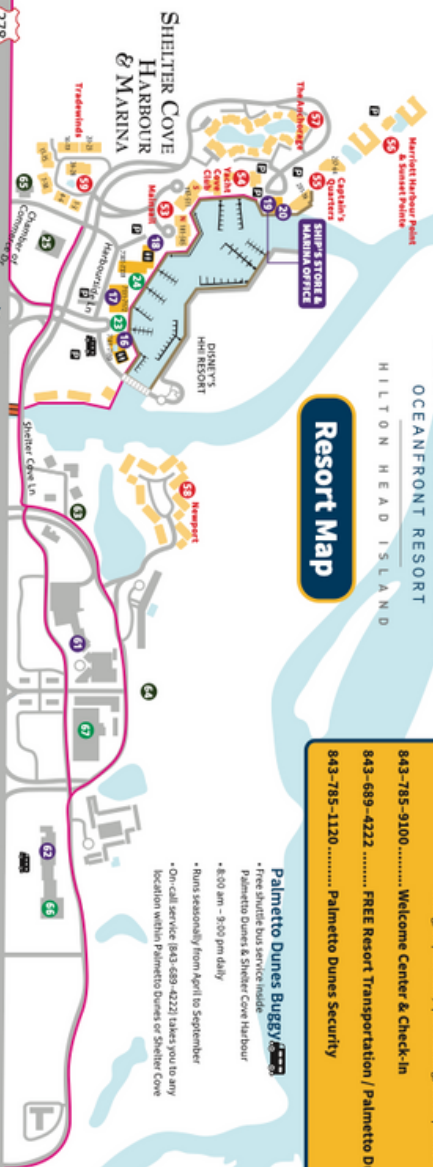 OCEANFRONT RESORT
HILTON HEAD ISLAND
Resort Map
843-785-9100.......... Welcome Center & Check-In
843-689-4222 .......... FREE Resort Transportation / Palmetto D
843-785-1120 .......... Palmetto Dunes Security
Palmetto Dunes Buggy
• Free shuttle bus service inside
Palmetto Dunes & Shelter Cove Harbour
• 8:00 am – 9:00 pm daily
• Runs seasonally from April to September
• On-call service (843-689-4222) takes you to any
location within Palmetto Dunes or Shelter Cove
SHELTER COVE
HARBOUR
& MARINA
Marriott Harbour Point
& Sunset Pointe
56
The Anchorage
57
Captain's
Quarters
55
Yacht
Cove
Club
54
SHIP'S STORE &
MARINA OFFICE
19
20
DISNEY'S
HHI RESORT
Mainsail
53
18
24
17
23
16
Harbourside Ln
Tradewinds
59
65
25
Chamber of
Commerce Dr
Shelter Cove Ln
Newport
58
63
61
64
67
62
66
278
P
P
P
P
P
P
P